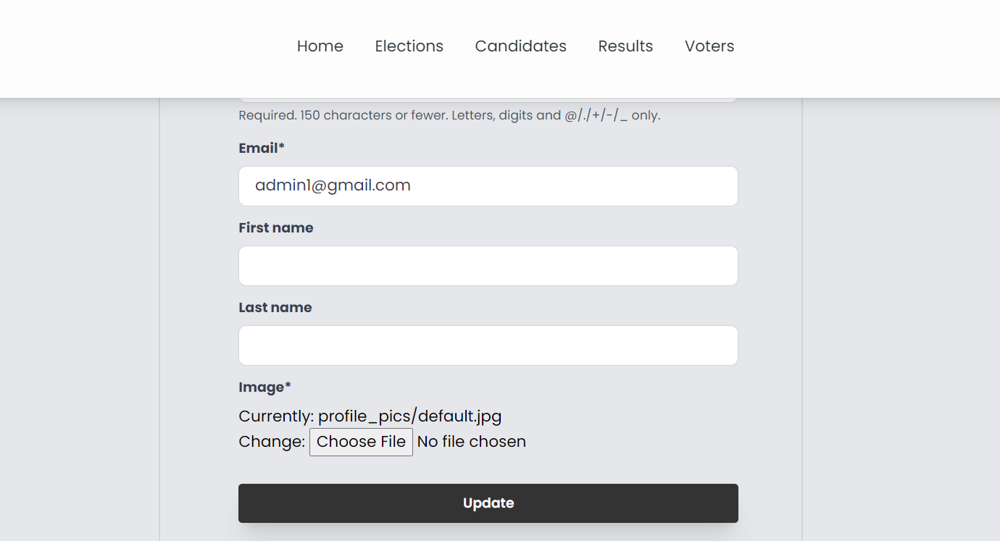 Home Elections Candidates Results Voters
Required. 150 characters or fewer. Letters, digits and @/./+/-/_ only.
Email*
admin1@gmail.com
First name
Last name
Image*
Currently: profile_pics/default.jpg
Change: Choose File No file chosen
Update